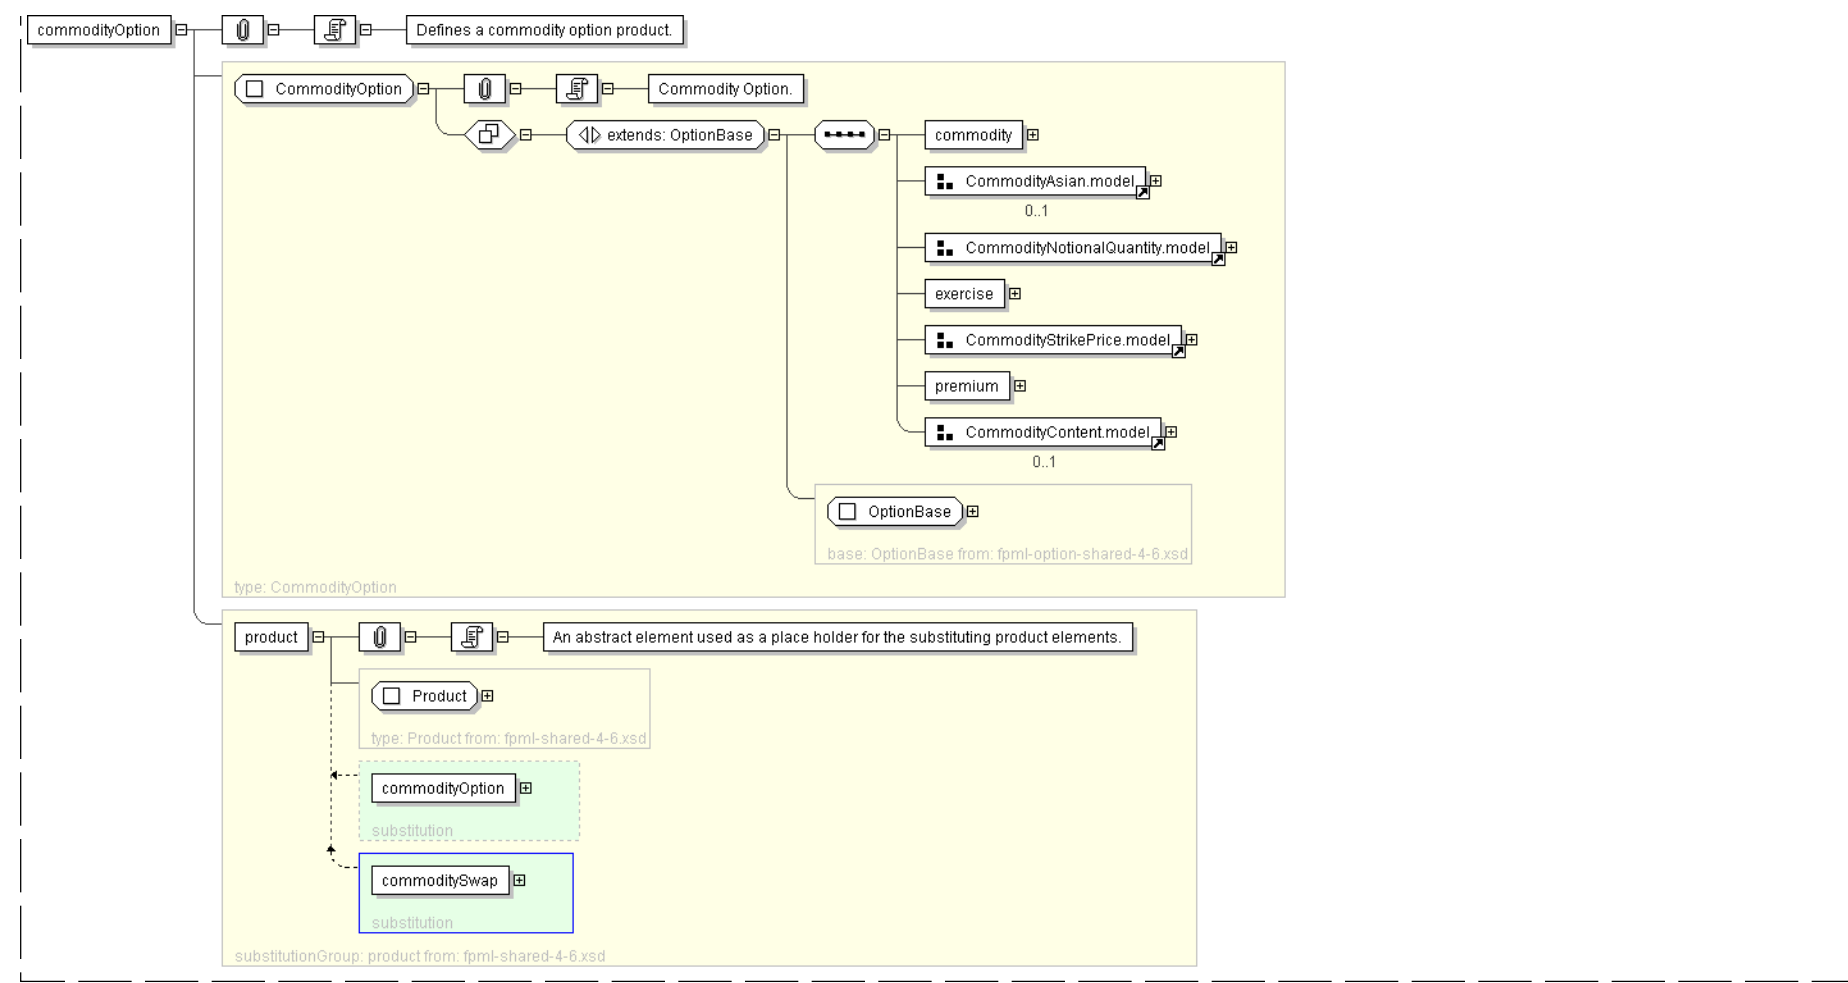 commodityOption Defines a commodity option product.
CommodityOption Commodity Option.
extends: OptionBase commodity
CommodityAsian.model
0..1
CommodityNotionalQuantity.model
exercise
CommodityStrikePrice.model
premium
CommodityContent.model
0..1
OptionBase
base: OptionBase from: fpml-option-shared-4-6.xsd
type: CommodityOption
product An abstract element used as a place holder for the substituting product elements.
Product
type: Product from: fpml-shared-4-6.xsd
commodityOption
substitution
commoditySwap
substitution
substitutionGroup: product from: fpml-shared-4-6.xsd